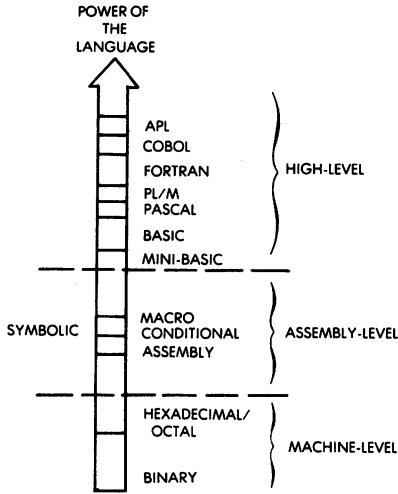 POWER OF
THE
LANGUAGE
APL
COBOL
FORTRAN
HIGH-LEVEL
PL/M
PASCAL
BASIC
MINI-BASIC
MACRO
SYMBOLIC
CONDITIONAL
ASSEMBLY-LEVEL
ASSEMBLY
HEXADECIMAL/
OCTAL
MACHINE-LEVEL
BINARY